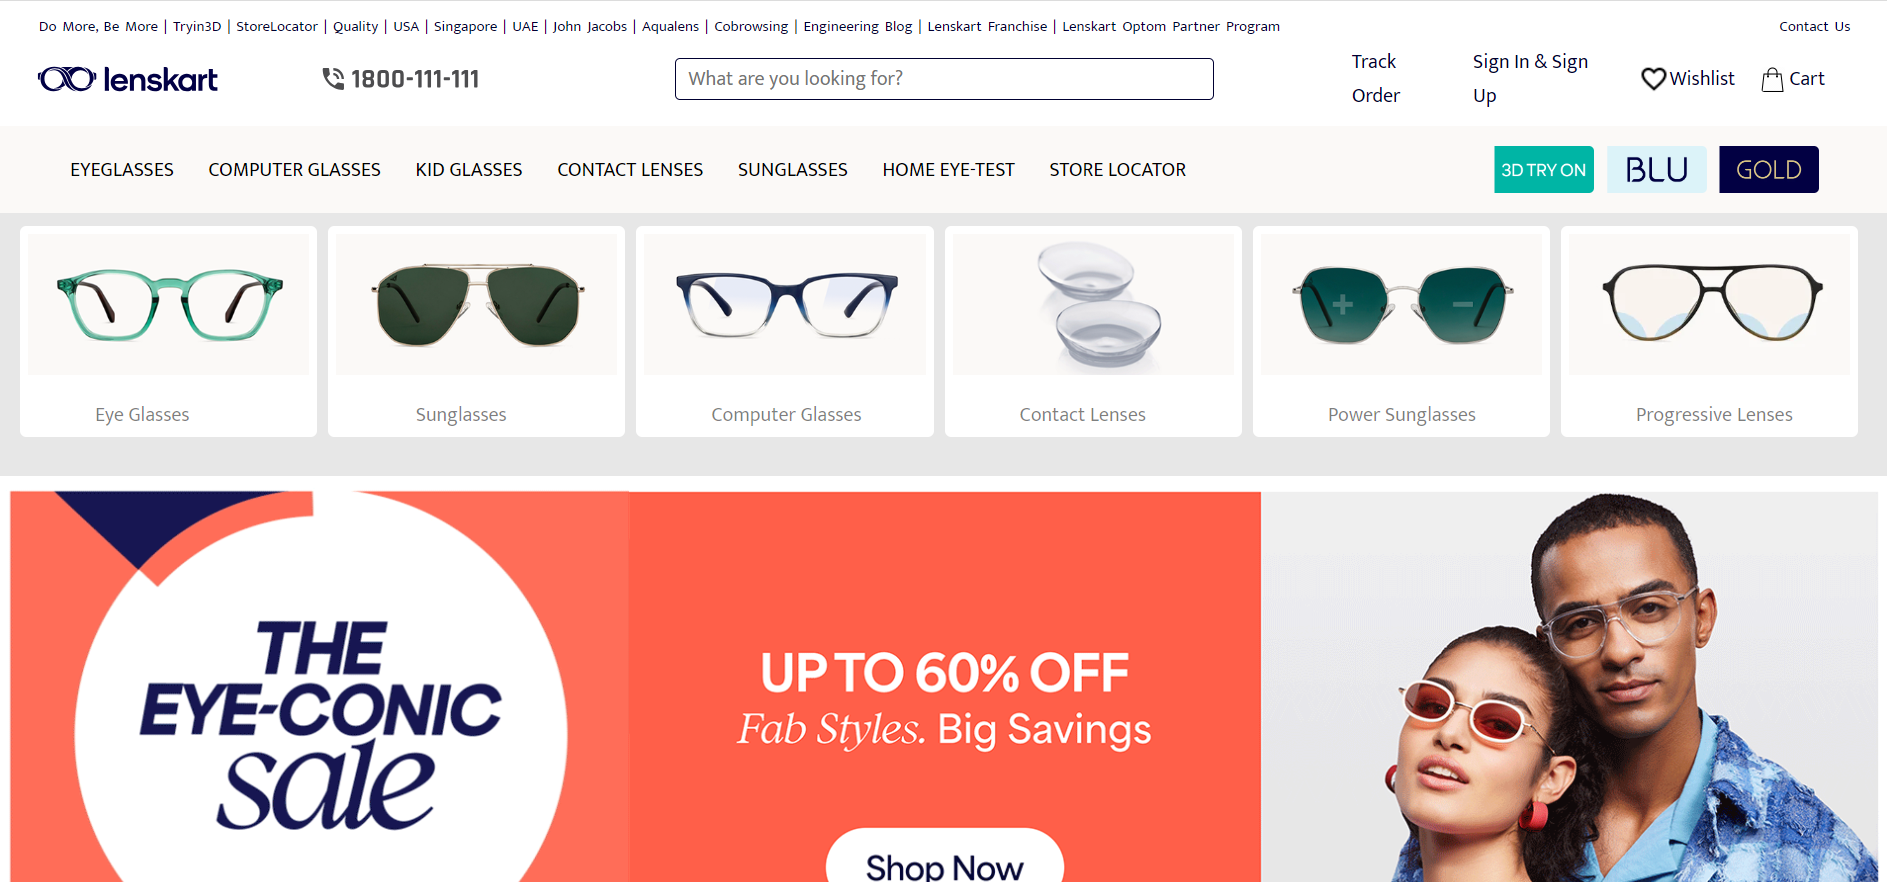 Do More, Be More | Tryin3D | StoreLocator | Quality | USA | Singapore | UAE | John Jacobs | Aqualens | Cobrowsing | Engineering Blog | Lenskart Franchise | Lenskart Optom Partner Program
Contact Us
lenskart
1800-111-111
What are you looking for?
Track
Order
Sign In & Sign
Up
Wishlist
Cart
EYEGLASSES
COMPUTER GLASSES
KID GLASSES
CONTACT LENSES
SUNGLASSES
HOME EYE-TEST
STORE LOCATOR
3D TRY ON
BLU
GOLD
Eye Glasses
Sunglasses
Computer Glasses
Contact Lenses
Power Sunglasses
Progressive Lenses
THE
EYE-CONIC
sale
UP TO 60% OFF
Fab Styles. Big Savings
Shop Now